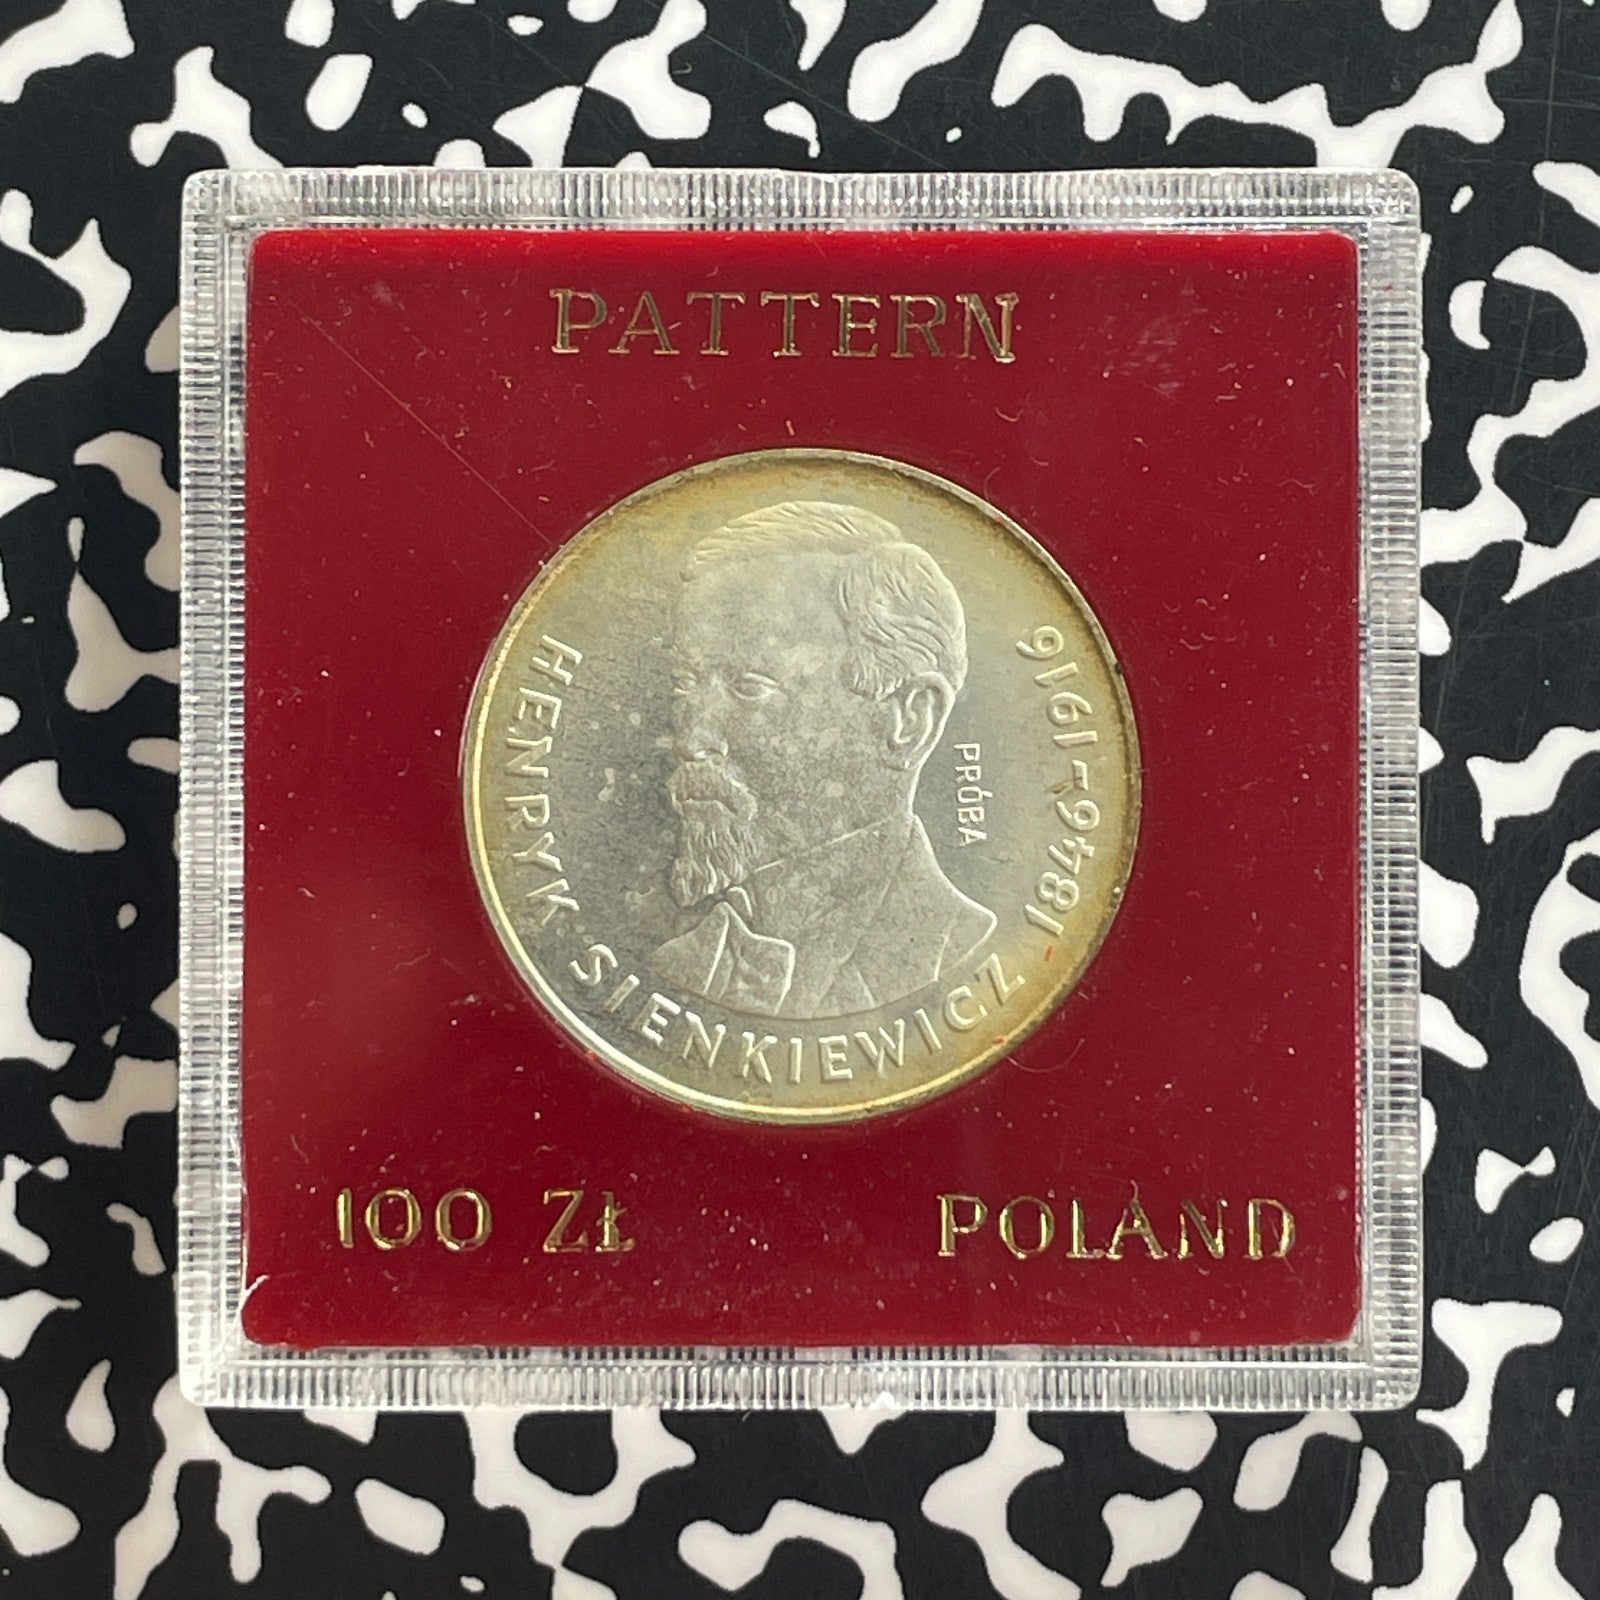 PATTERN
HENRYK SIENKIEWICZ 1846-1916
PRÓBA
100 ZŁ
POLAND